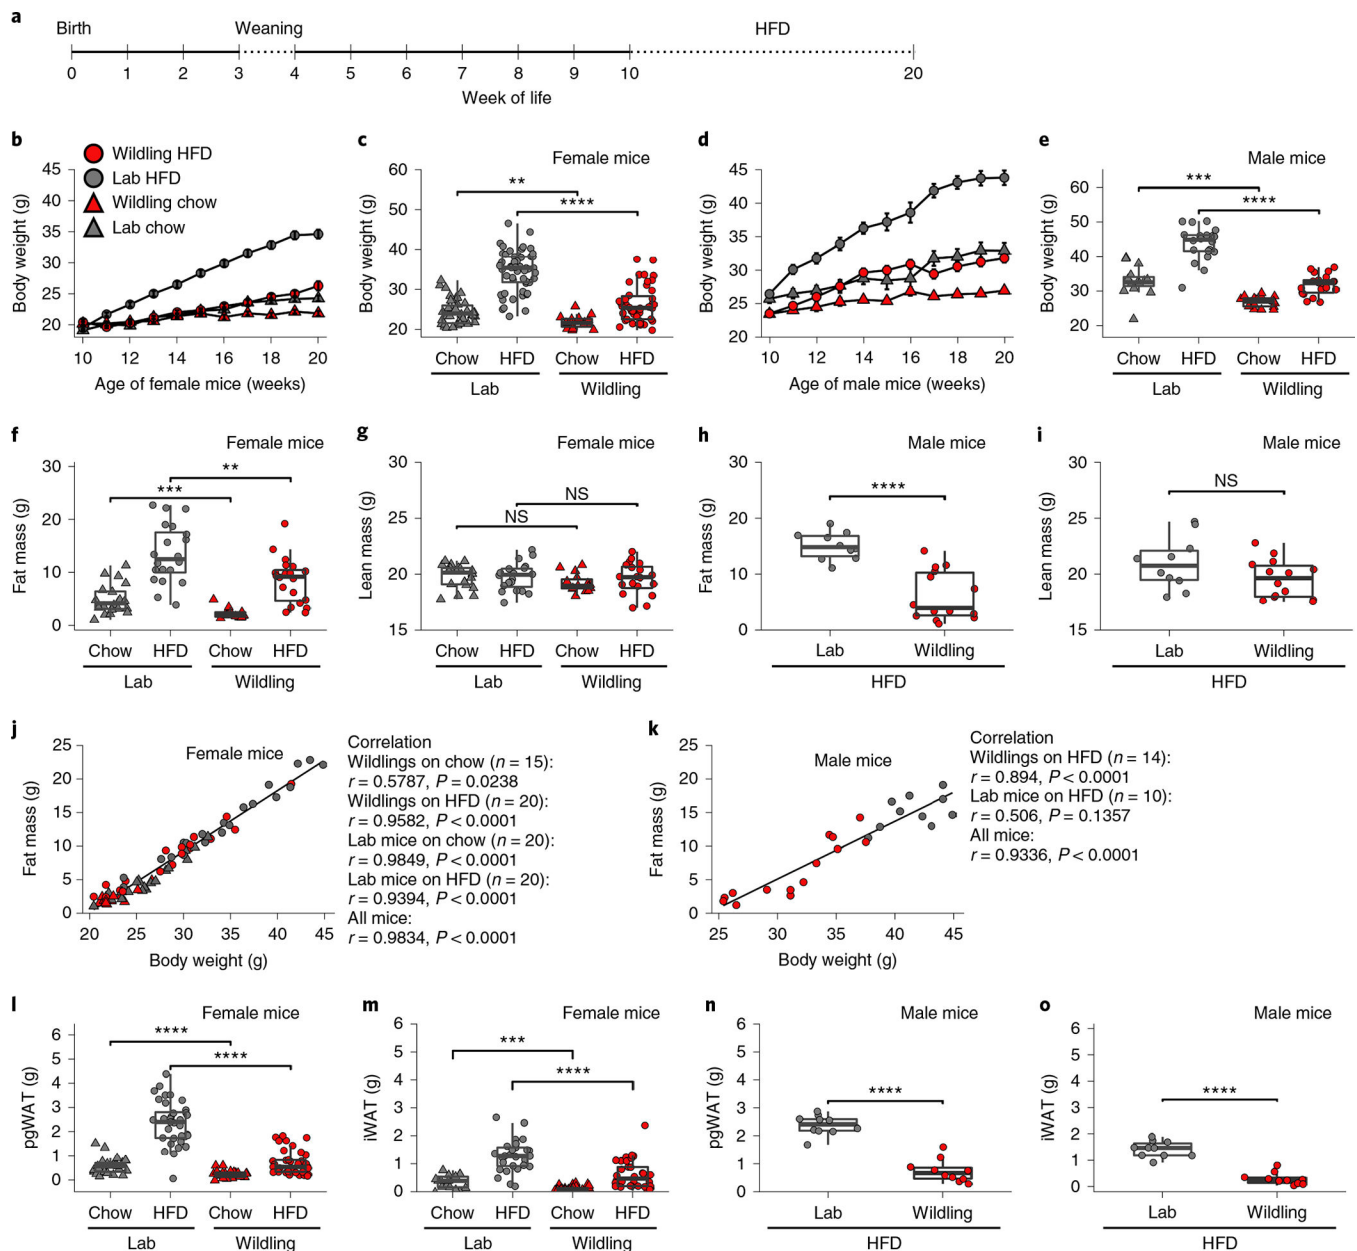 a
Birth Weaning HFD
0 1 2 3 4 5 6 7 8 9 10 20
Week of life
b
Wildling HFD
Lab HFD
Wildling chow
Lab chow
Body weight (g)
45
40
35
30
25
20
10 12 14 16 18 20
Age of female mice (weeks)
c
Female mice
Body weight (g)
60
50
40
30
20
**
****
Chow HFD Chow HFD
Lab Wildling
d
Body weight (g)
45
40
35
30
25
20
10 12 14 16 18 20
Age of male mice (weeks)
e
Male mice
Body weight (g)
60
50
40
30
20
***
****
Chow HFD Chow HFD
Lab Wildling
f
Female mice
Fat mass (g)
30
20
10
0
**
***
Chow HFD Chow HFD
Lab Wildling
g
Female mice
Lean mass (g)
30
25
20
15
NS
NS
Chow HFD Chow HFD
Lab Wildling
h
Male mice
Fat mass (g)
30
20
10
0
****
Lab Wildling
HFD
i
Male mice
Lean mass (g)
30
25
20
15
NS
Lab Wildling
HFD
j
Female mice
Fat mass (g)
25
20
15
10
5
0
20 25 30 35 40 45
Body weight (g)
Correlation
Wildlings on chow (n = 15):
r = 0.5787, P = 0.0238
Wildlings on HFD (n = 20):
r = 0.9582, P < 0.0001
Lab mice on chow (n = 20):
r = 0.9849, P < 0.0001
Lab mice on HFD (n = 20):
r = 0.9394, P < 0.0001
All mice:
r = 0.9834, P < 0.0001
k
Male mice
Fat mass (g)
25
20
15
10
5
0
25 30 35 40 45
Body weight (g)
Correlation
Wildlings on HFD (n = 14):
r = 0.894, P < 0.0001
Lab mice on HFD (n = 10):
r = 0.506, P = 0.1357
All mice:
r = 0.9336, P < 0.0001
l
Female mice
pgWAT (g)
6
5
4
3
2
1
0
****
****
Chow HFD Chow HFD
Lab Wildling
m
Female mice
iWAT (g)
6
5
4
3
2
1
0
***
****
Chow HFD Chow HFD
Lab Wildling
n
Male mice
pgWAT (g)
6
5
4
3
2
1
0
****
Lab Wildling
HFD
o
Male mice
iWAT (g)
6
5
4
3
2
1
0
****
Lab Wildling
HFD